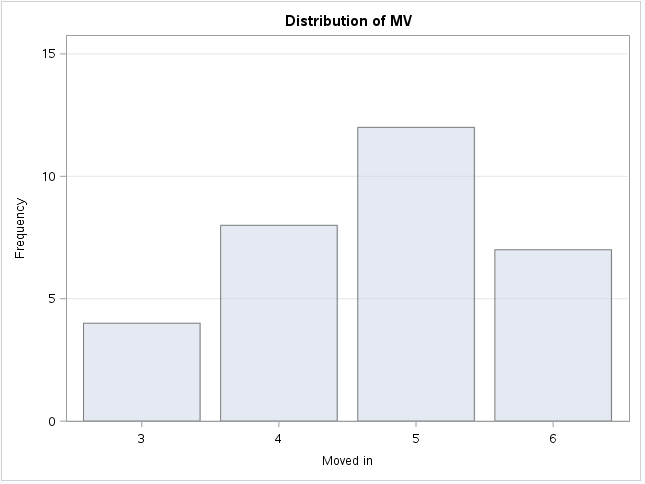 Distribution of MV
15
10
5
0
Frequency
3 4 5 6
Moved in